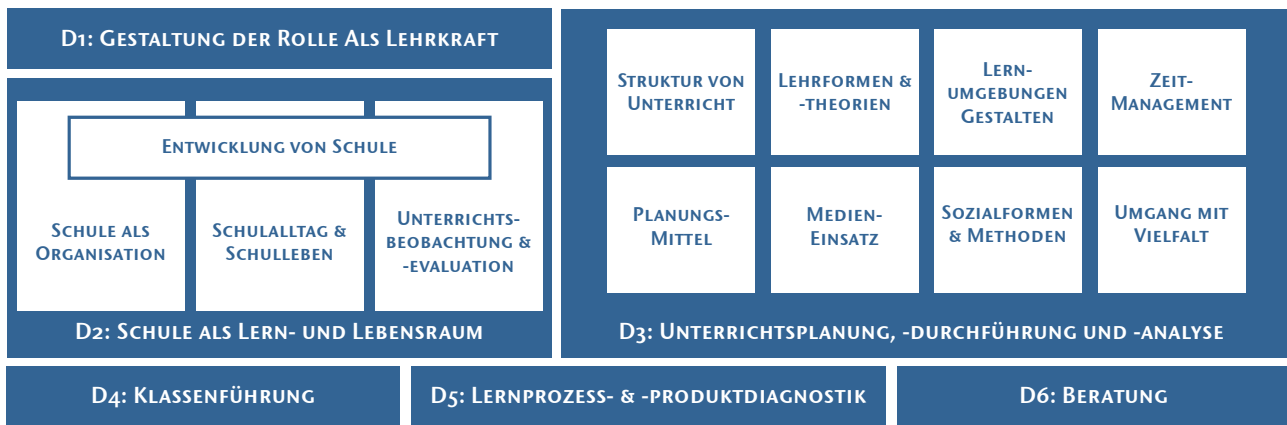 D1: Gestaltung der Rolle Als Lehrkraft
Entwicklung von Schule
Schule als
Organisation
Schulalltag &
Schulleben
Unterrichts-
beobachtung &
-evaluation
D2: Schule als Lern- und Lebensraum
Struktur von
Unterricht
Lehrformen &
-theorien
Lern-
umgebungen
Gestalten
Zeit-
Management
Planungs-
Mittel
Medien-
Einsatz
Sozialformen
& Methoden
Umgang mit
Vielfalt
D3: Unterrichtsplanung, -durchführung und -analyse
D4: Klassenführung
D5: Lernprozess- & -produktdiagnostik
D6: Beratung